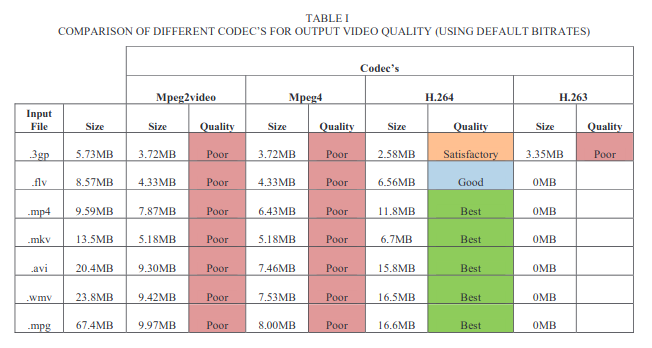 TABLE I
COMPARISON OF DIFFERENT CODEC'S FOR OUTPUT VIDEO QUALITY (USING DEFAULT BITRATES)
Codec's
Mpeg2video Mpeg4 H.264 H.263
Input
File Size Size Quality Size Quality Size Quality Size Quality
.3gp 5.73MB 3.72MB Poor 3.72MB Poor 2.58MB Satisfactory 3.35MB Poor
.flv 8.57MB 4.33MB Poor 4.33MB Poor 6.56MB Good 0MB
.mp4 9.59MB 7.87MB Poor 6.43MB Poor 11.8MB Best 0MB
.mkv 13.5MB 5.18MB Poor 5.18MB Poor 6.7MB Best 0MB
.avi 20.4MB 9.30MB Poor 7.46MB Poor 15.8MB Best 0MB
.wmv 23.8MB 9.42MB Poor 7.53MB Poor 16.5MB Best 0MB
.mpg 67.4MB 9.97MB Poor 8.00MB Poor 16.6MB Best 0MB